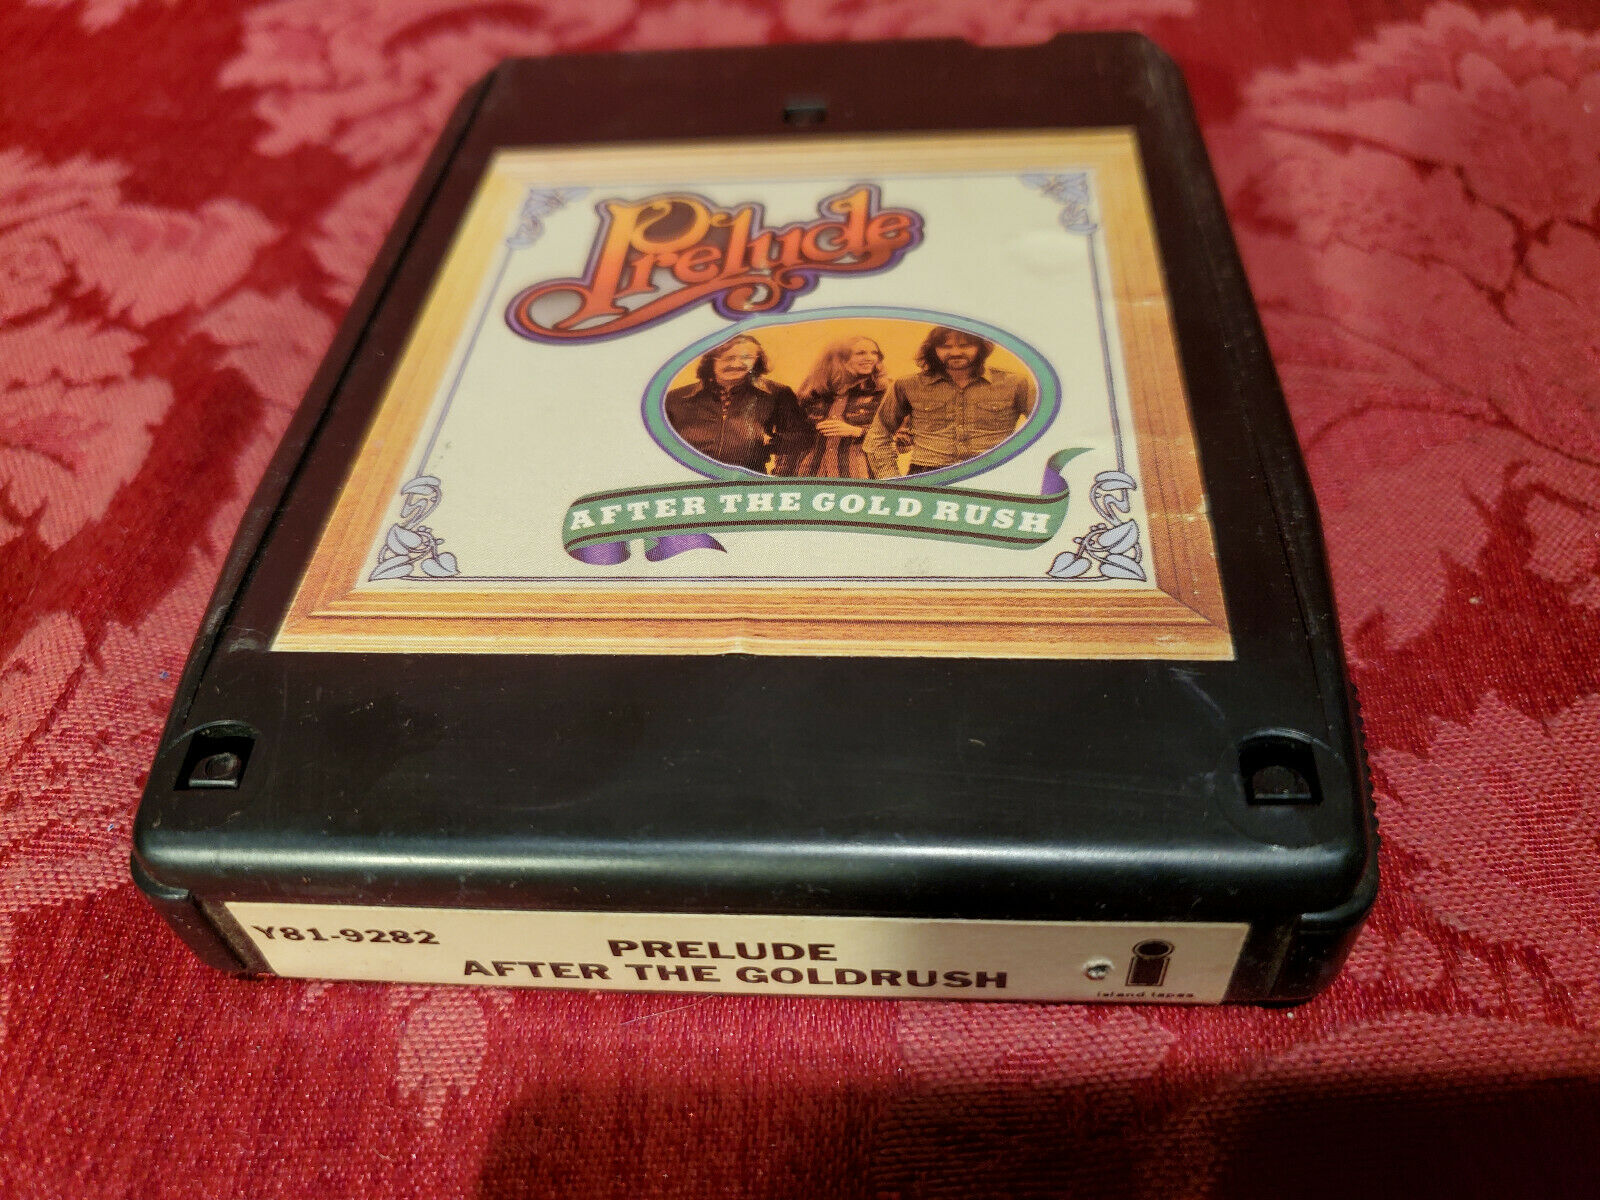 Prelude
AFTER THE GOLD RUSH
Y81-9282
PRELUDE
AFTER THE GOLDRUSH
island tapes